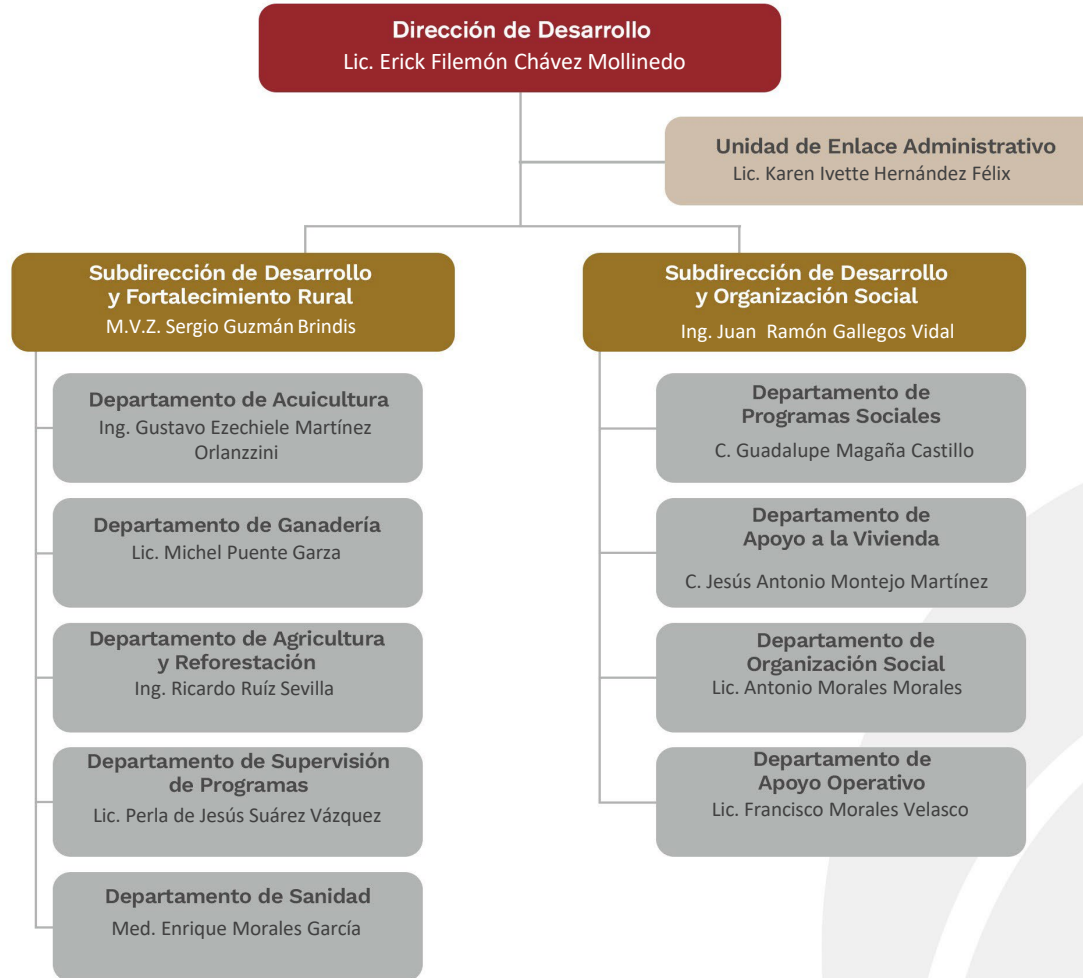 Dirección de Desarrollo
Lic. Erick Filemón Chávez Mollinedo
Unidad de Enlace Administrativo
Lic. Karen Ivette Hernández Félix
Subdirección de Desarrollo
y Fortalecimiento Rural
M.V.Z. Sergio Guzmán Brindis
Departamento de Acuicultura
Ing. Gustavo Ezechiele Martínez
Orlanzzini
Departamento de Ganadería
Lic. Michel Puente Garza
Departamento de Agricultura
y Reforestación
Ing. Ricardo Ruíz Sevilla
Departamento de Supervisión
de Programas
Lic. Perla de Jesús Suárez Vázquez
Departamento de Sanidad
Med. Enrique Morales García
Subdirección de Desarrollo
y Organización Social
Ing. Juan Ramón Gallegos Vidal
Departamento de
Programas Sociales
C. Guadalupe Magaña Castillo
Departamento de
Apoyo a la Vivienda
C. Jesús Antonio Montejo Martínez
Departamento de
Organización Social
Lic. Antonio Morales Morales
Departamento de
Apoyo Operativo
Lic. Francisco Morales Velasco